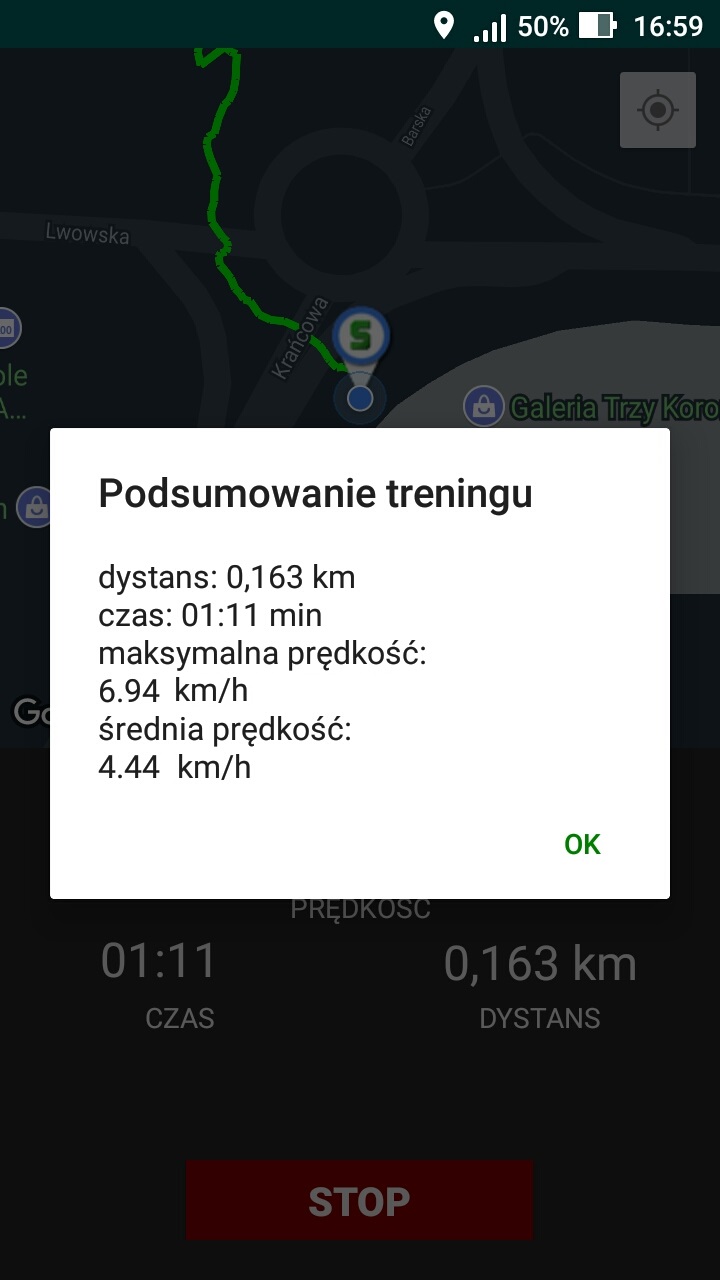 50% 16:59
Barska
Lwowska
Krańcowa
00
S
Galeria Trzy Koro
Podsumowanie treningu
dystans: 0,163 km
czas: 01:11 min
maksymalna prędkość:
6.94 km/h
średnia prędkość:
4.44 km/h
OK
PRĘDKOŚĆ
01:11 0,163 km
CZAS DYSTANS
STOP